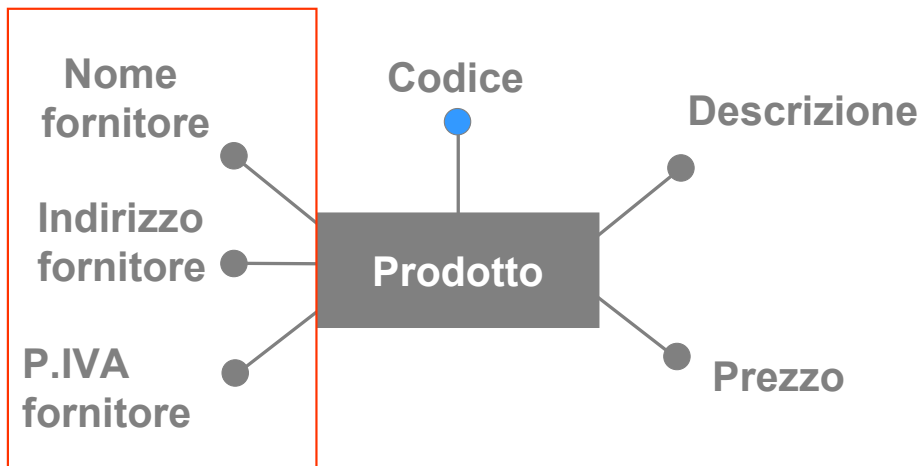 Nome
fornitore
Codice
Descrizione
Indirizzo
fornitore
Prodotto
P.IVA
fornitore
Prezzo